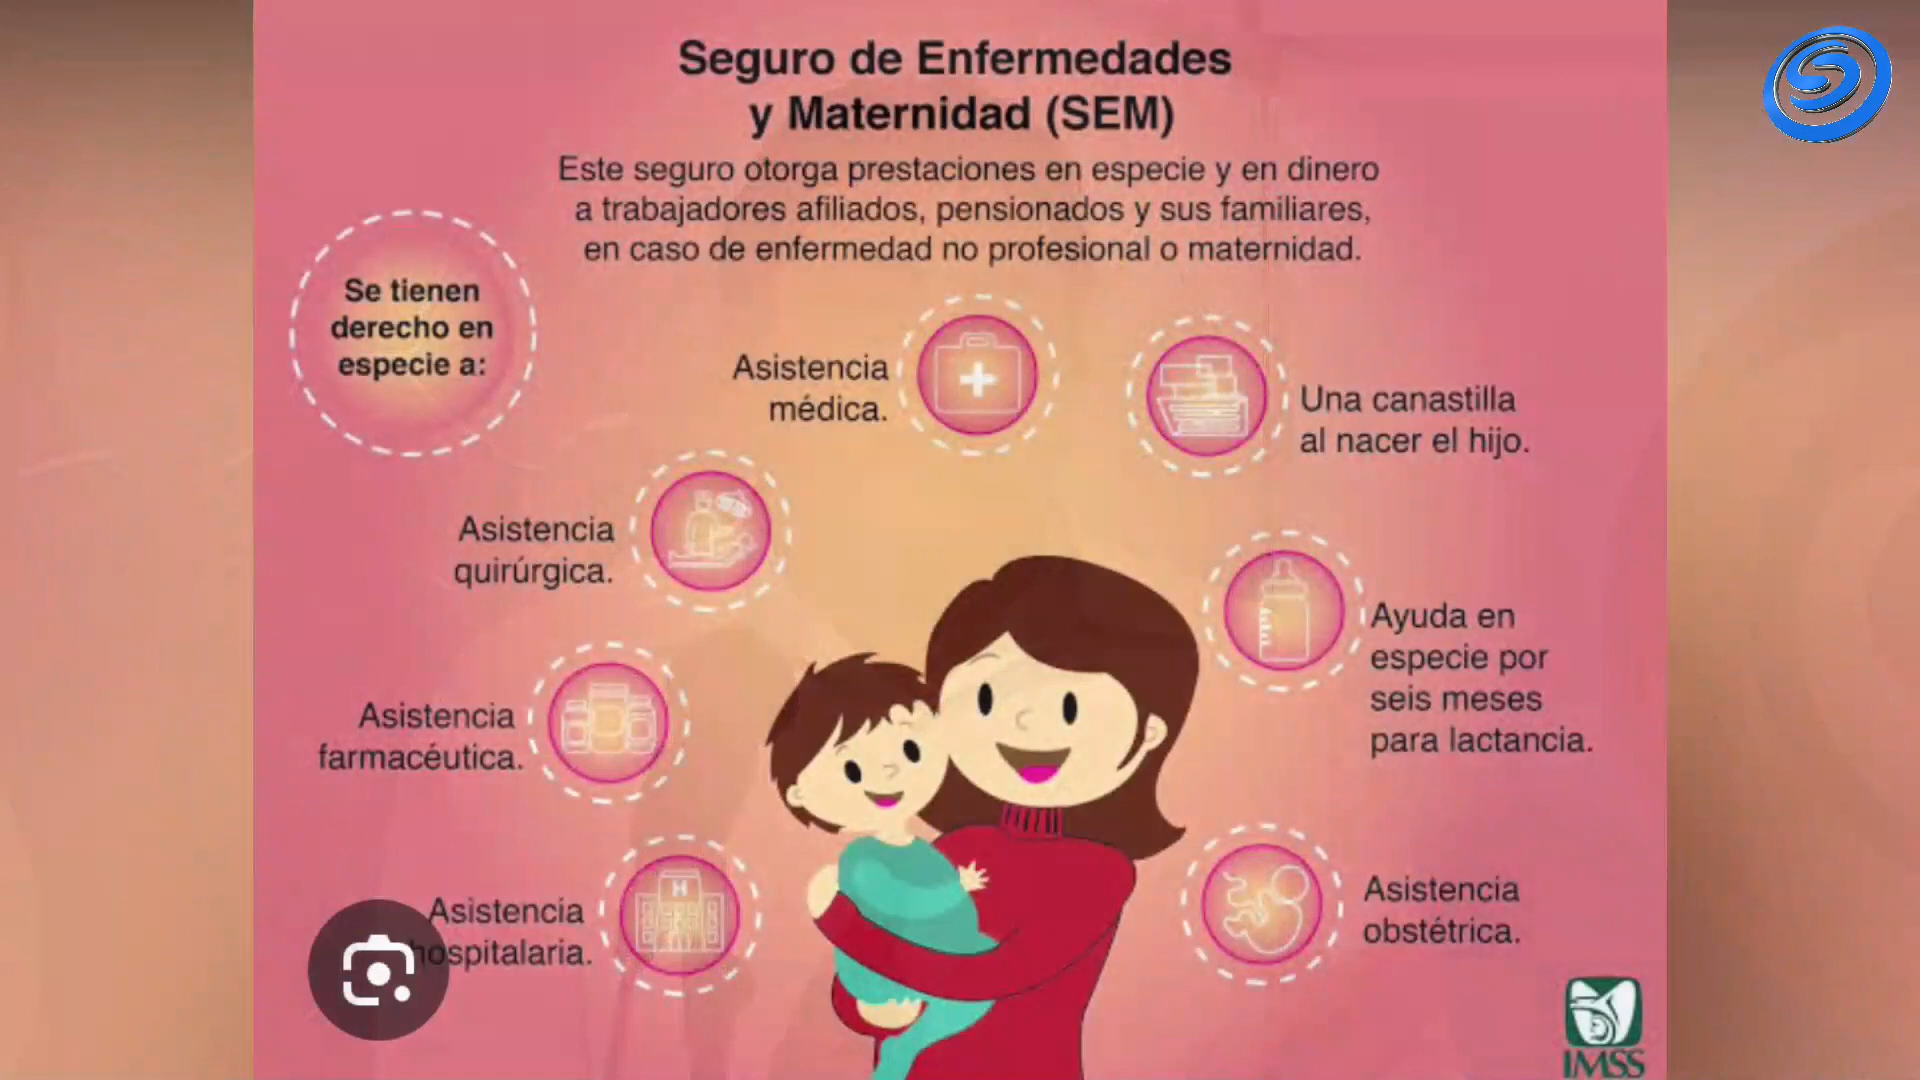 Seguro de Enfermedades
y Maternidad (SEM)
Este seguro otorga prestaciones en especie y en dinero
a trabajadores afiliados, pensionados y sus familiares,
en caso de enfermedad no profesional o maternidad.
Se tienen
derecho en
especie a:
Asistencia
médica.
Una canastilla
al nacer el hijo.
Asistencia
quirúrgica.
Ayuda en
especie por
seis meses
para lactancia.
Asistencia
farmacéutica.
Asistencia
hospitalaria.
H
Asistencia
obstétrica.
IMSS